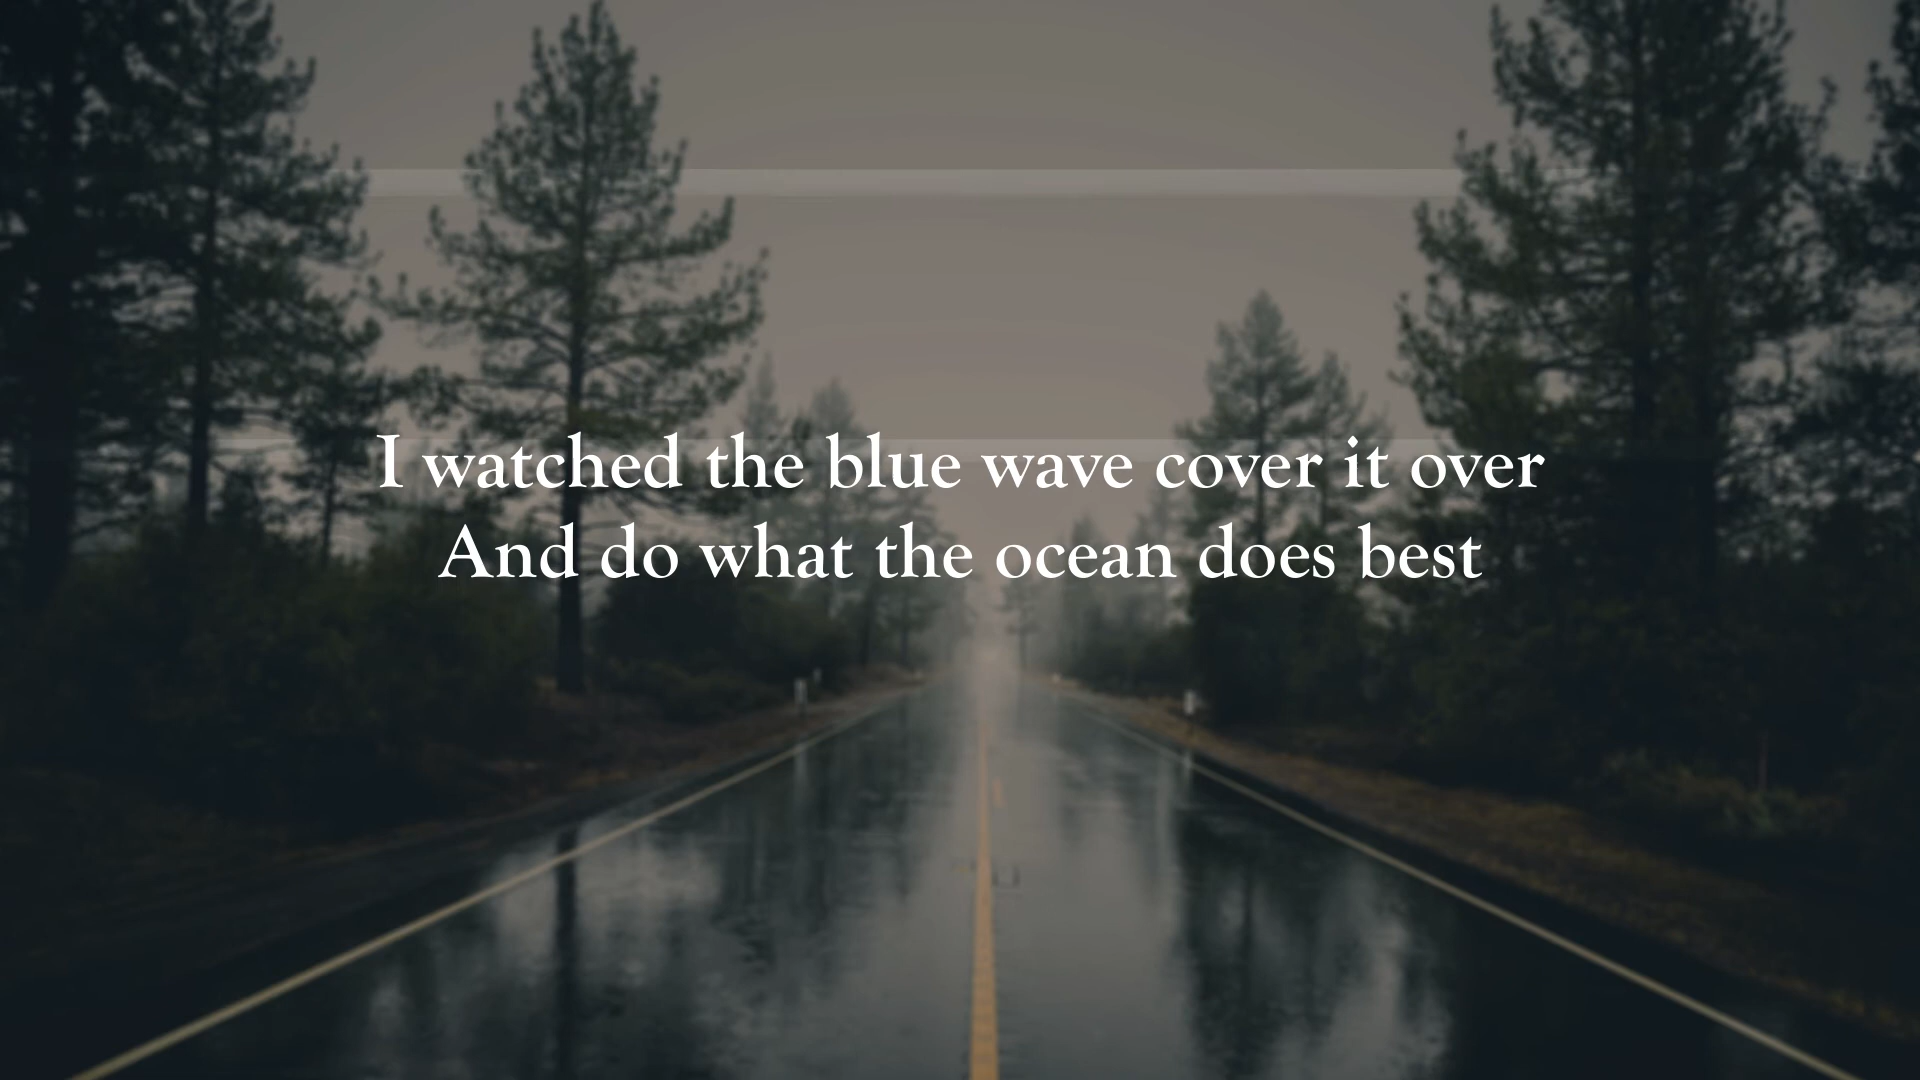 I watched the blue wave cover it over
And do what the ocean does best